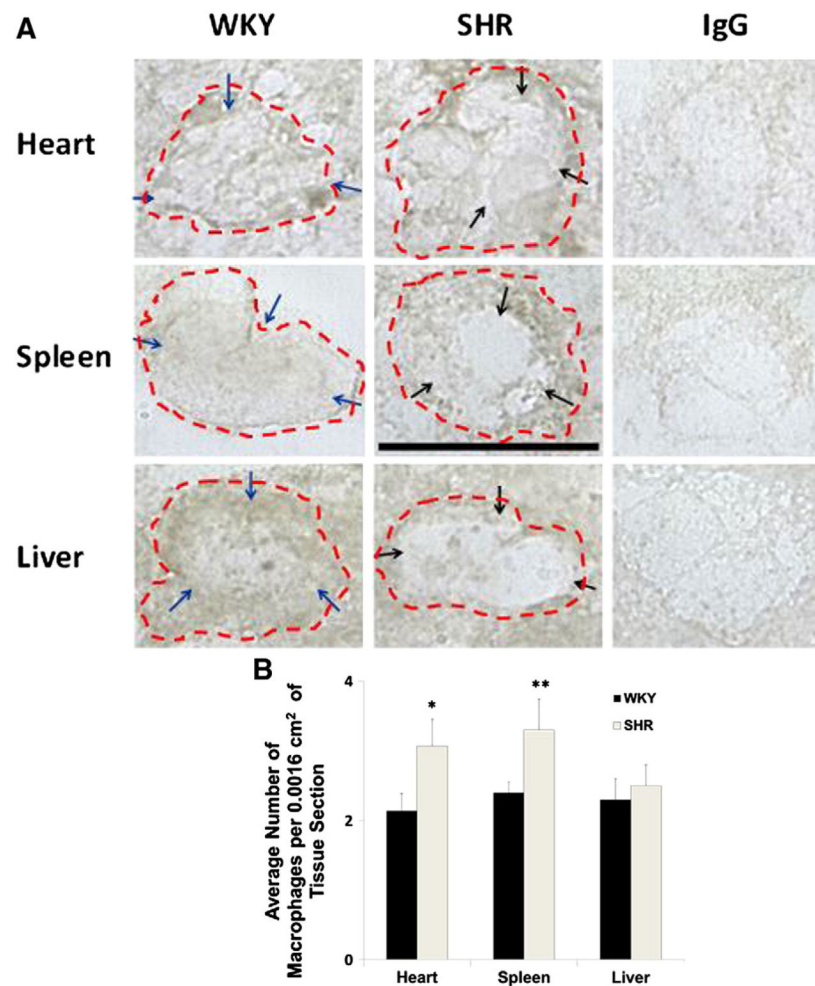 A
WKY SHR IgG
Heart
Spleen
Liver
B
Average Number of
Macrophages per 0.0016 cm² of
Tissue Section
4
2
0
*
**
WKY
SHR
Heart Spleen Liver